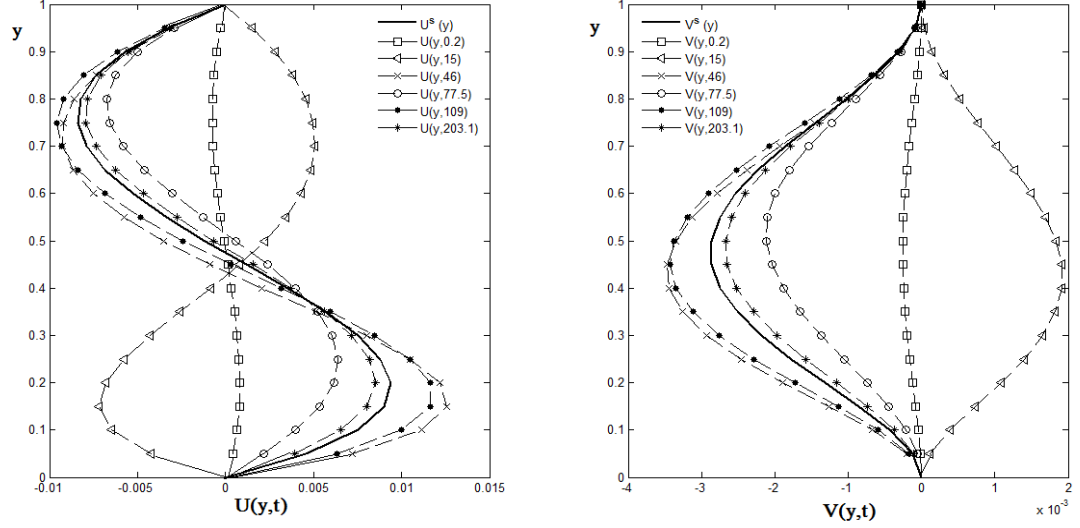 y
1
0.9
0.8
0.7
0.6
0.5
0.4
0.3
0.2
0.1
0
-0.01
-0.005
0
0.005
0.01
0.015
U(y,t)
Uˢ (y)
U(y,0.2)
U(y,15)
U(y,46)
U(y,77.5)
U(y,109)
U(y,203.1)
y
1
0.9
0.8
0.7
0.6
0.5
0.4
0.3
0.2
0.1
0
-4
-3
-2
-1
0
1
2
x 10⁻³
V(y,t)
Vˢ (y)
V(y,0.2)
V(y,15)
V(y,46)
V(y,77.5)
V(y,109)
V(y,203.1)